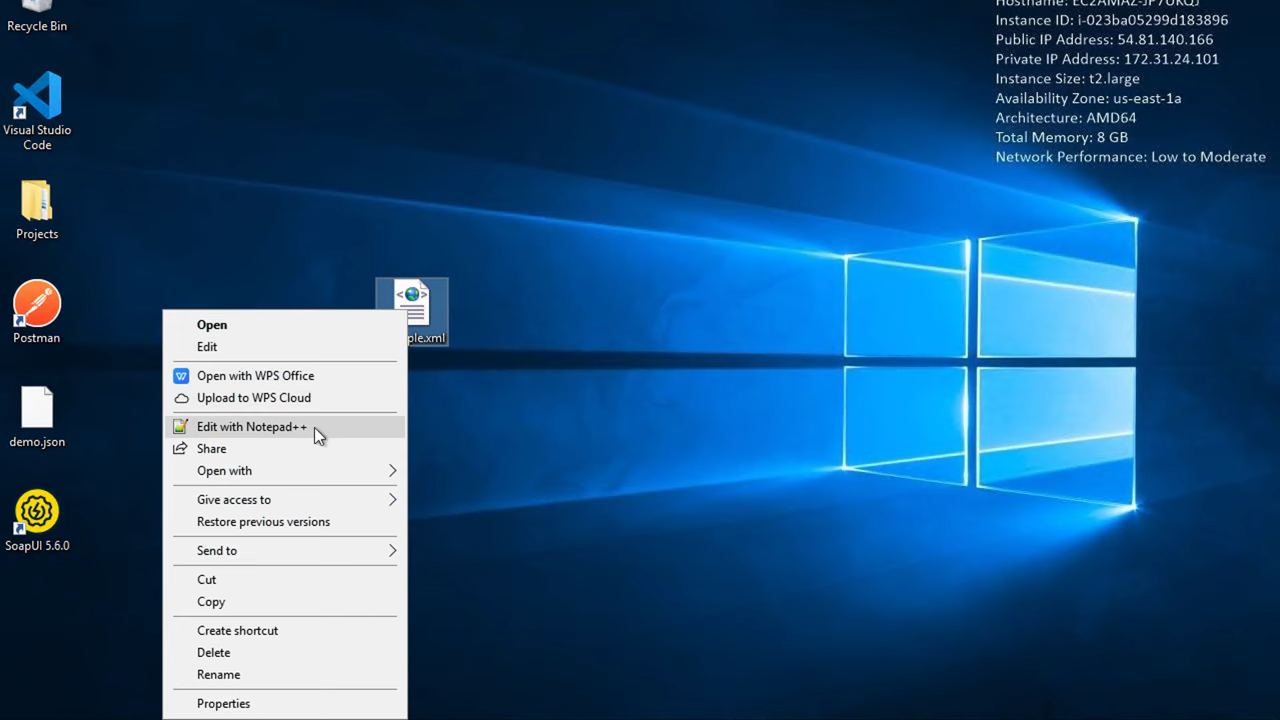 Recycle Bin
Visual Studio
Code
Projects
Postman
demo.json
SoapUI 5.6.0
Instance ID: i-023ba05299d183896
Public IP Address: 54.81.140.166
Private IP Address: 172.31.24.101
Instance Size: t2.large
Availability Zone: us-east-1a
Architecture: AMD64
Total Memory: 8 GB
Network Performance: Low to Moderate
ple.xml
Open
Edit
Open with WPS Office
Upload to WPS Cloud
Edit with Notepad++
Share
Open with
Give access to
Restore previous versions
Send to
Cut
Copy
Create shortcut
Delete
Rename
Properties